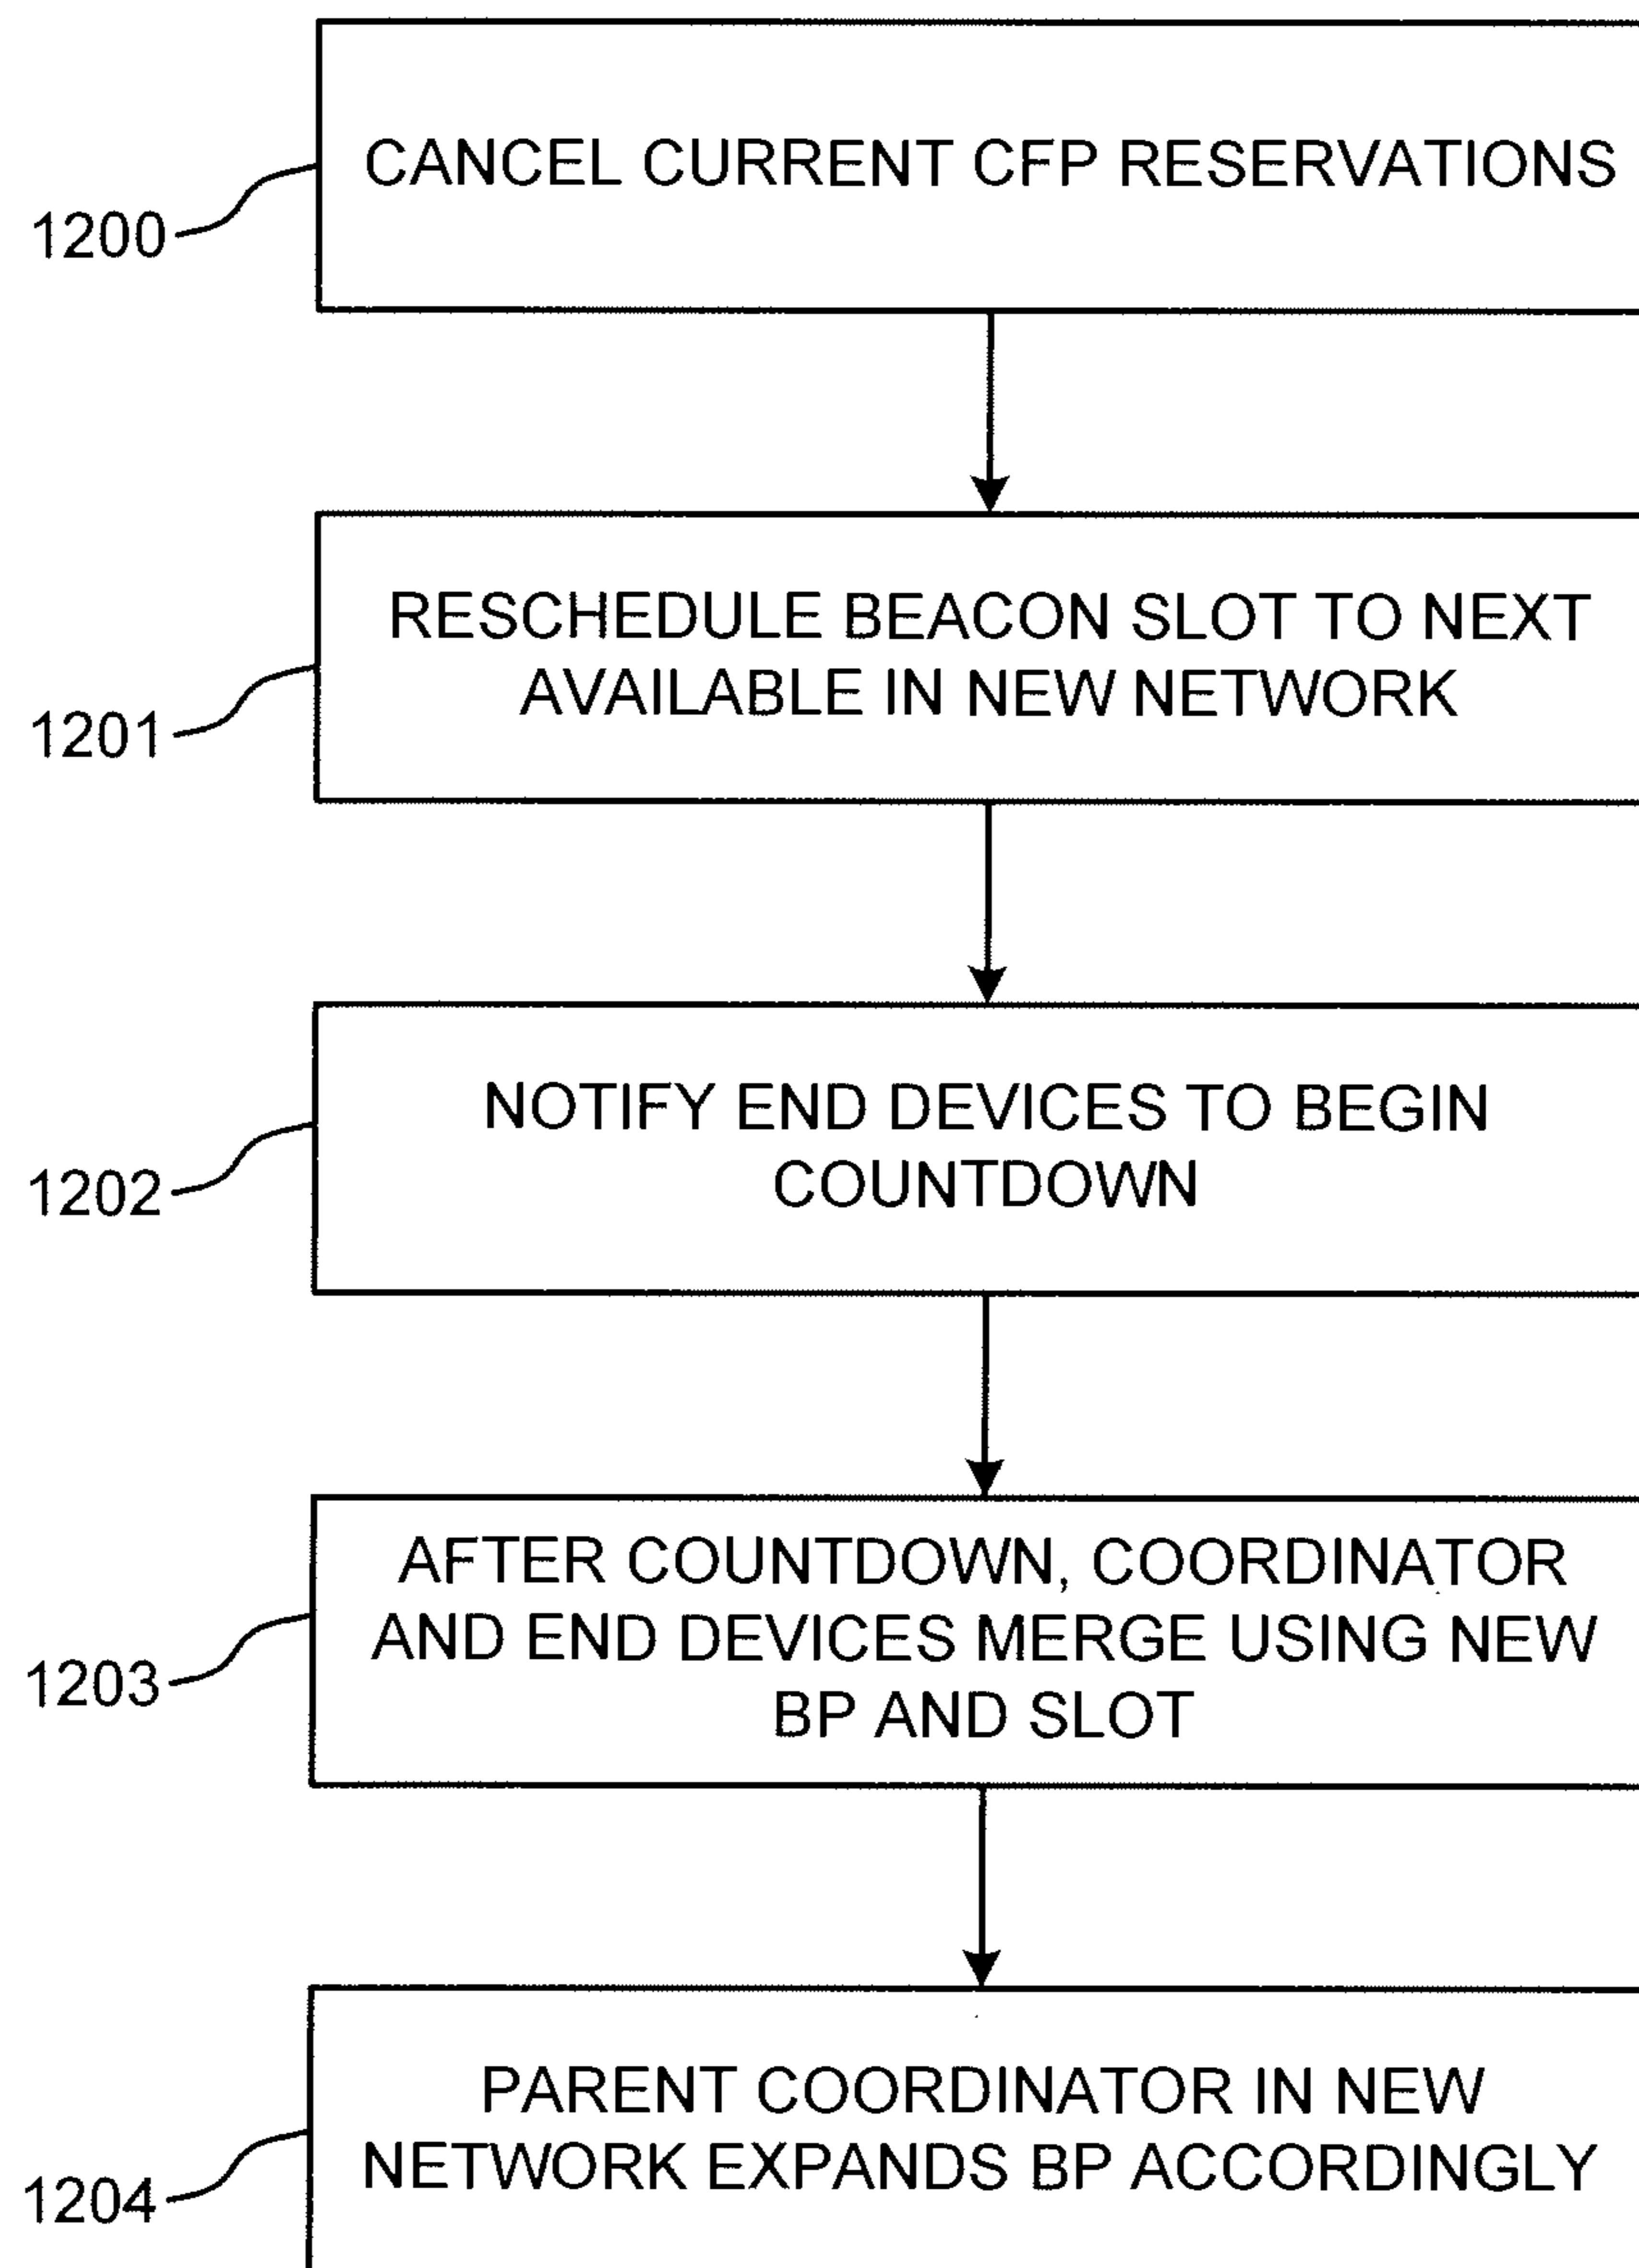 CANCEL CURRENT CFP RESERVATIONS
1200
RESCHEDULE BEACON SLOT TO NEXT
AVAILABLE IN NEW NETWORK
1201
NOTIFY END DEVICES TO BEGIN
COUNTDOWN
1202
AFTER COUNTDOWN, COORDINATOR
AND END DEVICES MERGE USING NEW
BP AND SLOT
1203
PARENT COORDINATOR IN NEW
NETWORK EXPANDS BP ACCORDINGLY
1204